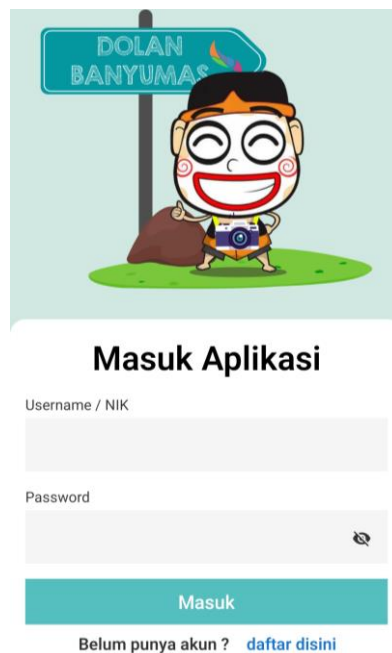 DOLAN
BANYUMAS
Masuk Aplikasi
Username / NIK
Password
Masuk
Belum punya akun ? daftar disini